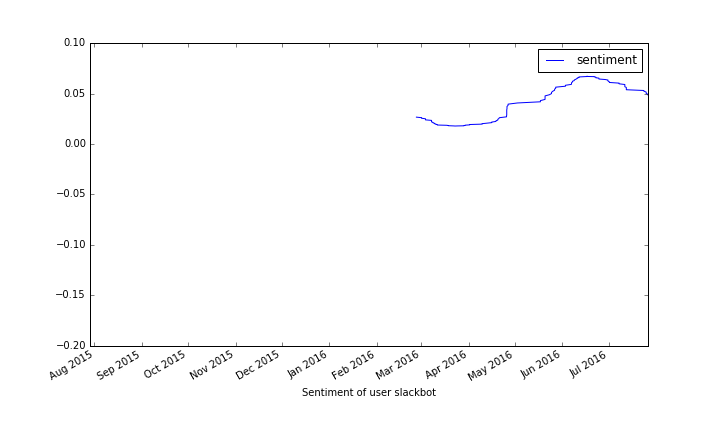 0.10
sentiment
0.05
0.00
−0.05
−0.10
−0.15
−0.20
Aug 2015
Sep 2015
Oct 2015
Nov 2015
Dec 2015
Jan 2016
Feb 2016
Mar 2016
Apr 2016
May 2016
Jun 2016
Jul 2016
Sentiment of user slackbot